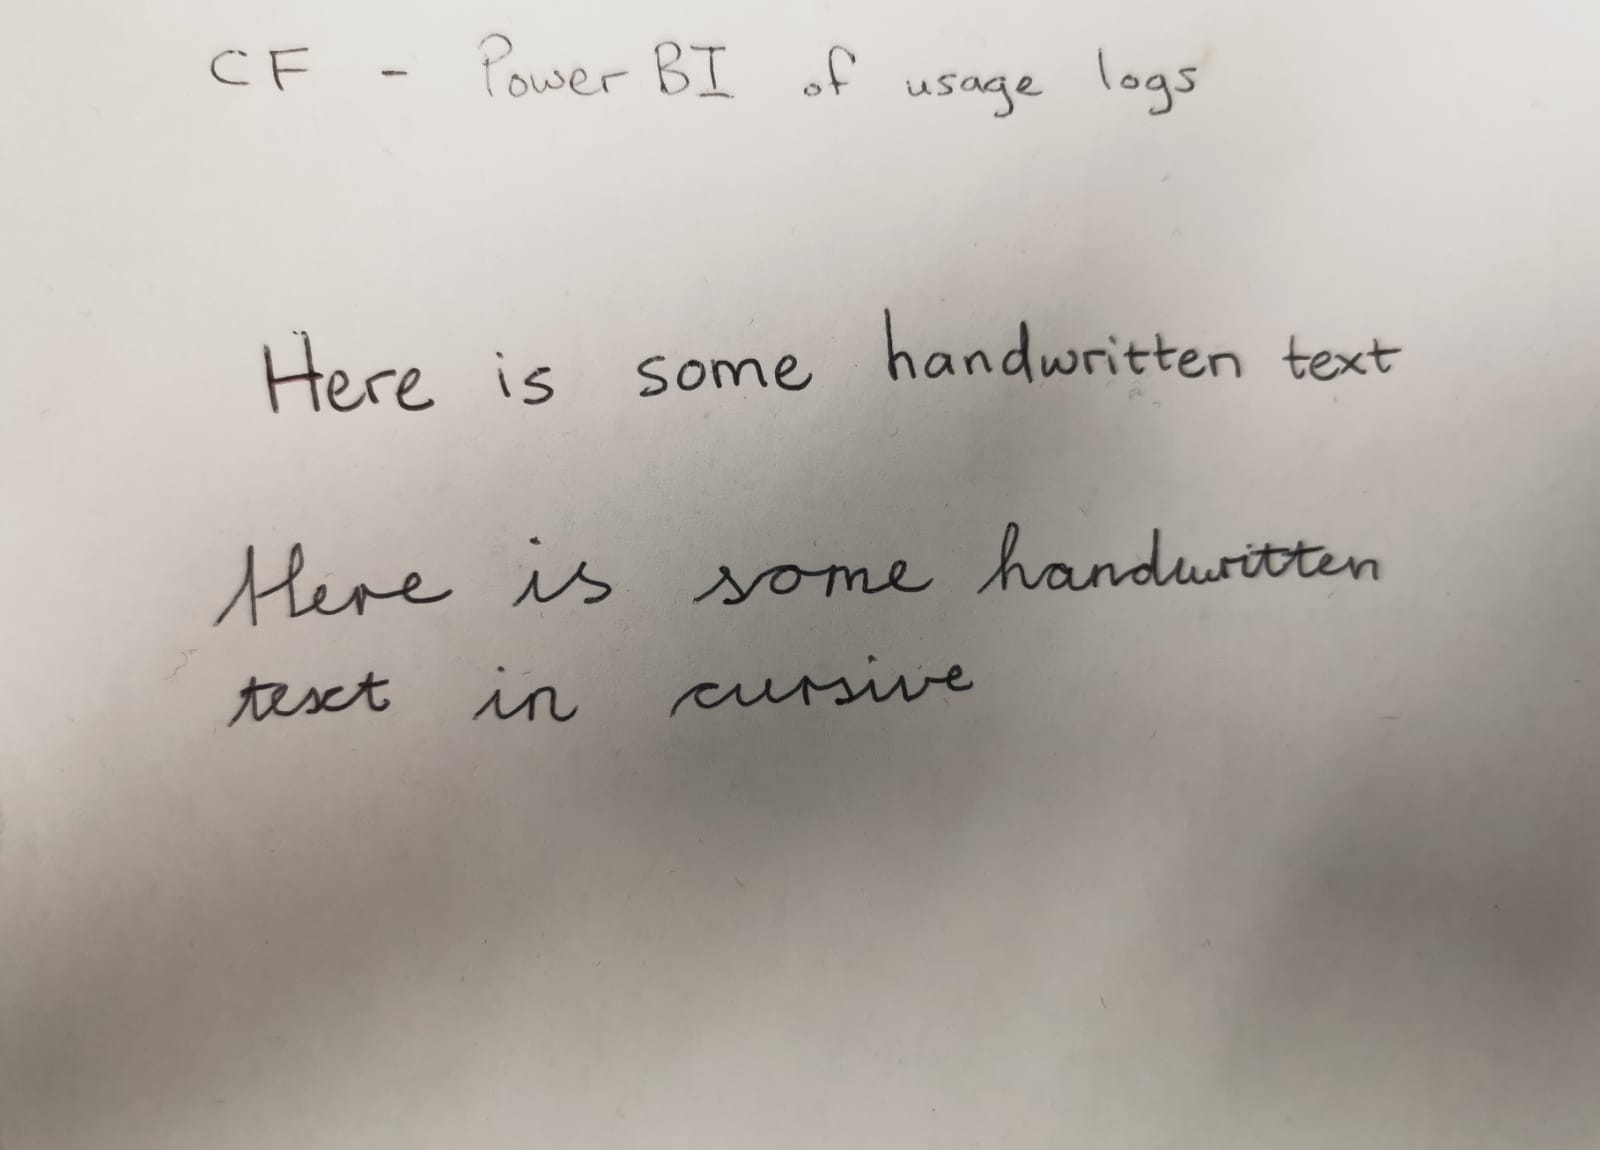 CF - Power BI of usage logs
Here is some handwritten text
Here is some handwritten
text in cursive